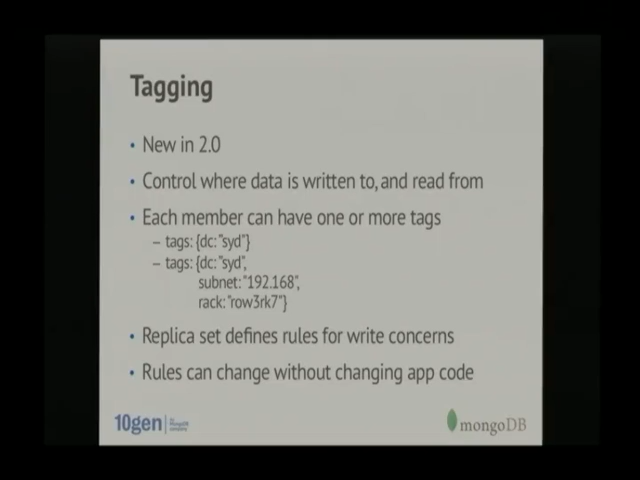 Tagging
• New in 2.0
• Control where data is written to, and read from
• Each member can have one or more tags
– tags: {dc: "syd"}
– tags: {dc: "syd",
subnet: "192.168",
rack: "row3rk7"}
• Replica set defines rules for write concerns
• Rules can change without changing app code
10gen
mongoDB